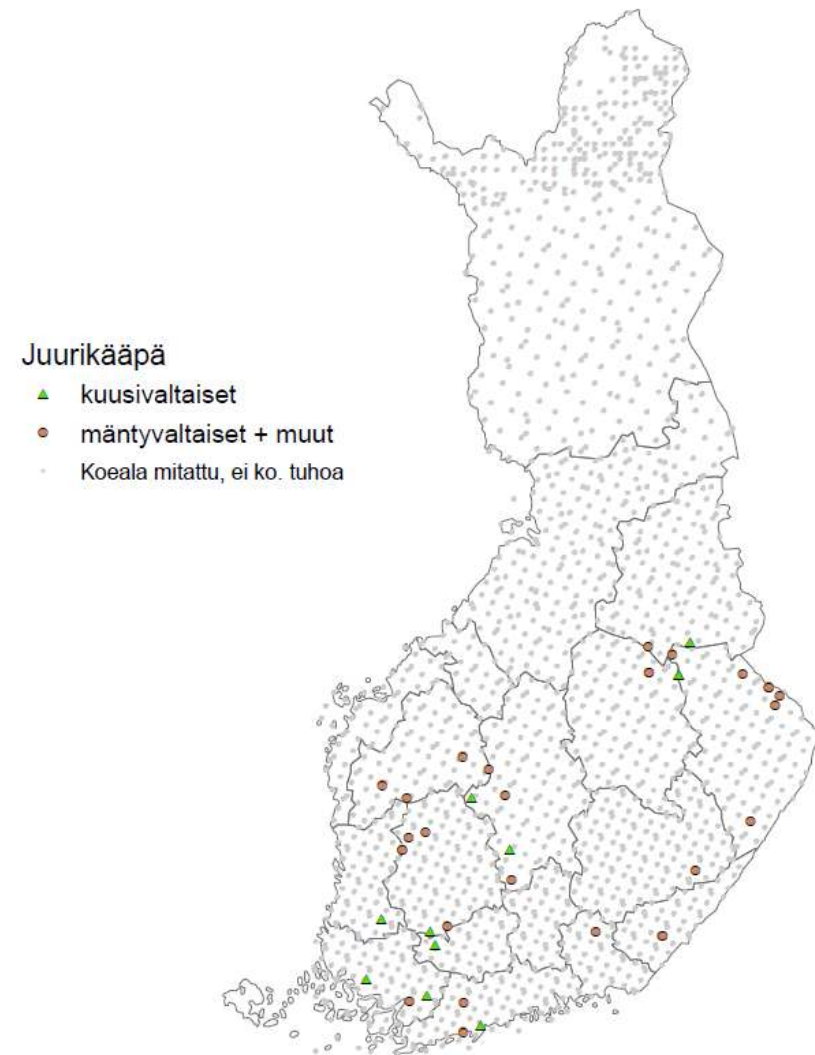 Juurikääpä
kuusivaltaiset
mäntyvaltaiset + muut
Koeala mitattu, ei ko. tuhoa